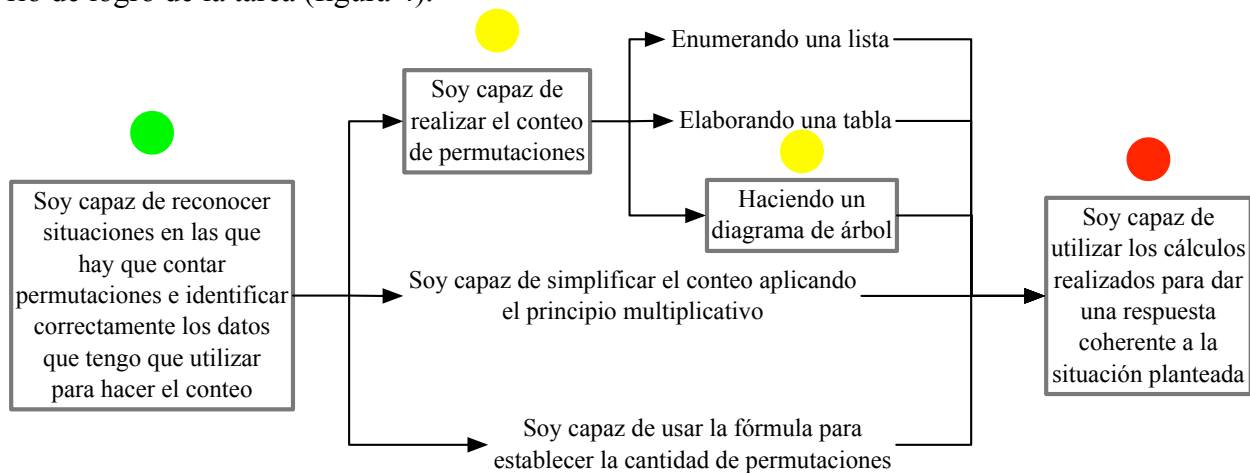 rio de logro de la tarea (figura 4).
Soy capaz de reconocer
situaciones en las que
hay que contar
permutaciones e identificar
correctamente los datos
que tengo que utilizar
para hacer el conteo
Soy capaz de
realizar el conteo
de permutaciones
Enumerando una lista
Elaborando una tabla
Haciendo un
diagrama de árbol
Soy capaz de simplificar el conteo aplicando
el principio multiplicativo
Soy capaz de usar la fórmula para
establecer la cantidad de permutaciones
Soy capaz de
utilizar los cálculos
realizados para dar
una respuesta
coherente a la
situación planteada